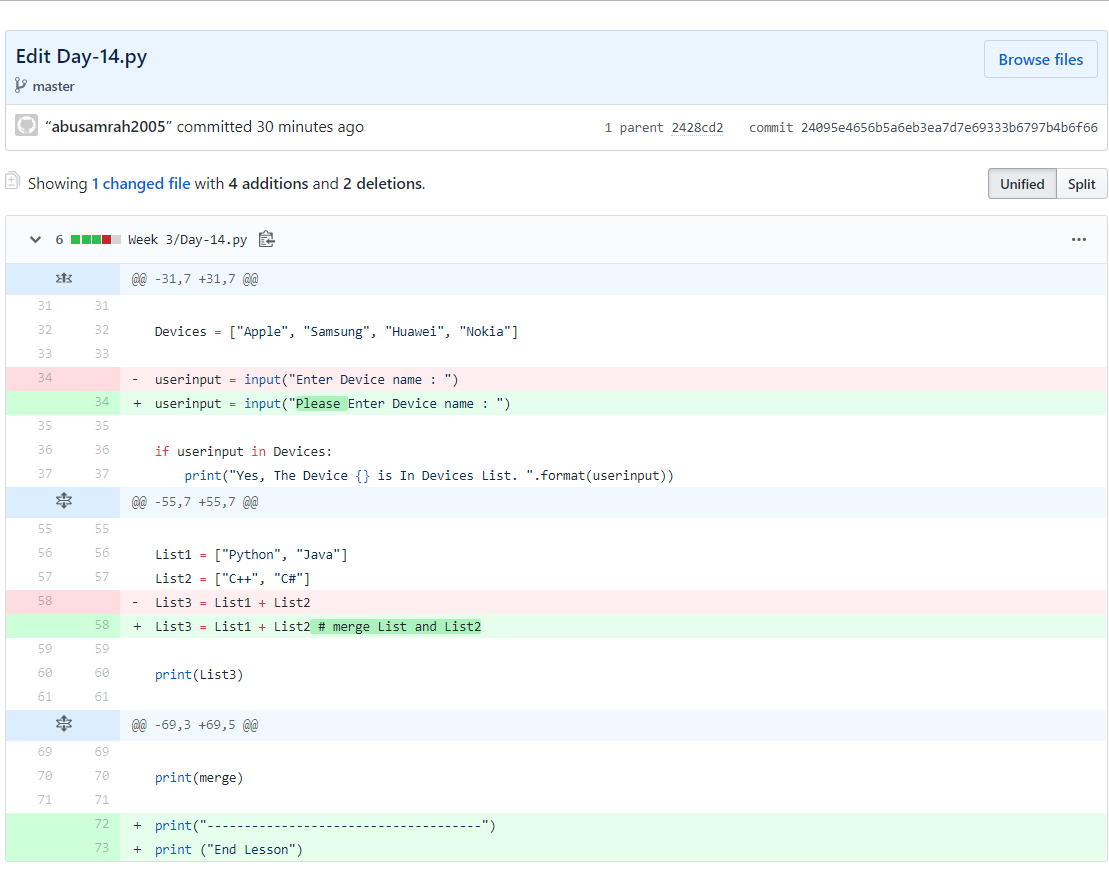 Edit Day-14.py
Browse files
master
“abusamrah2005” committed 30 minutes ago
1 parent 2428cd2 commit 24095e4656b5a6eb3ea7d7e69333b6797b4b6f66
Showing 1 changed file with 4 additions and 2 deletions.
Unified Split
6 Week 3/Day-14.py
@@ -31,7 +31,7 @@
31 31
32 32 Devices = ["Apple", "Samsung", "Huawei", "Nokia"]
33 33
34 - userinput = input("Enter Device name : ")
34 + userinput = input("Please Enter Device name : ")
35 35
36 36 if userinput in Devices:
37 37 print("Yes, The Device {} is In Devices List. ".format(userinput))
@@ -55,7 +55,7 @@
55 55
56 56 List1 = ["Python", "Java"]
57 57 List2 = ["C++", "C#"]
58 - List3 = List1 + List2
58 + List3 = List1 + List2 # merge List and List2
59 59
60 60 print(List3)
61 61
@@ -69,3 +69,5 @@
69 69
70 70 print(merge)
71 71
72 + print("-------------------------------------")
73 + print ("End Lesson")